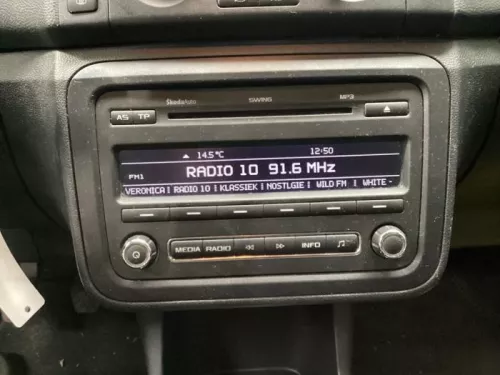 ŠkodaAuto SWING MP3
AS TP
14.5°C 12:50
FM1 RADIO 10 91.6 MHz
VERONICA | RADIO 10 | KLASSIEK | NOSTLGIE | WILD FM | WHITE
MEDIA RADIO INFO